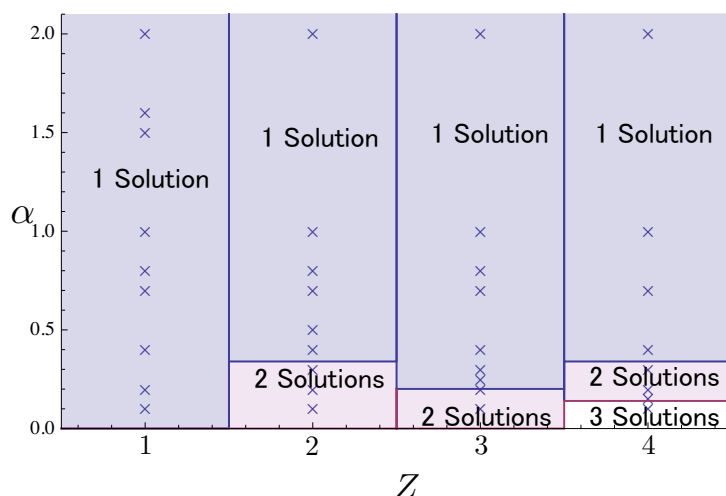 2.0
1 Solution
1 Solution
1 Solution
1.5
1 Solution
α
1.0
0.5
2 Solutions
2 Solutions
2 Solutions
3 Solutions
0.0
1
2
3
4
Z